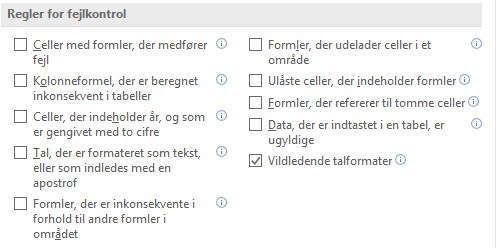 Regler for fejlkontrol
Celler med formler, der medfører
fejl
Kolonneformel, der er beregnet
inkonsekvent i tabeller
Celler, der indeholder år, og som
er gengivet med to cifre
Tal, der er formateret som tekst,
eller som indledes med en
apostrof
Formler, der er inkonsekvente i
forhold til andre formler i
området
Formler, der udelader celler i et
område
Ulåste celler, der indeholder formler
Formler, der refererer til tomme celler
Data, der er indtastet i en tabel, er
ugyldige
Vildledende talformater